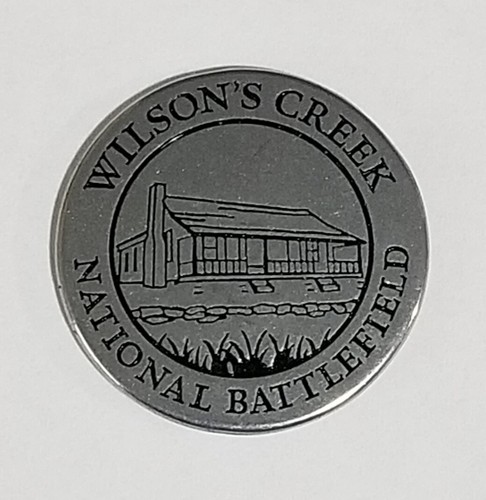 WILSON'S CREEK
NATIONAL BATTLEFIELD